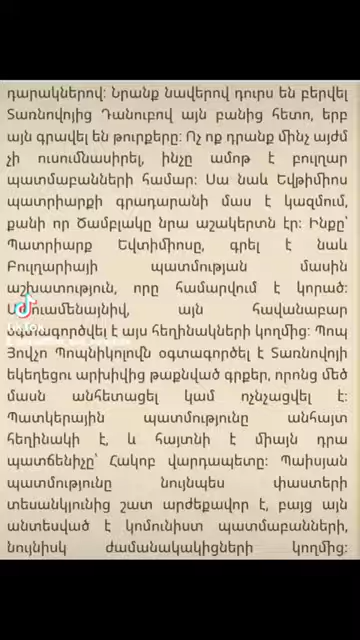 դարակներով: Նրանք նավերով դուրս են բերվել
Տառնովոյից Դանուբով այն բանից հետո, երբ
այն գրավել են թուրքերը: Ոչ ոք դրանք մինչ այժմ
չի ուսումնասիրել, ինչը ամոթ է բուլղար
պատմաբանների համար: Սա նաև Եվթիմիոս
պատրիարքի գրադարանի մաս է կազմում,
քանի որ Ծամբլակը նրա աշակերտն էր: Ինքը՝
Պատրիարք Եվտիմիոսը, գրել է նաև
Բուլղարիայի պատմության մասին
աշխատություն, որը համարվում է կորած:
այն հավանաբար
օգտագործվել է այս հեղինակների կողմից: Պոպ
Յովչո Պոպնիկոլովն օգտագործել է Տառնովոյի
եկեղեցու արխիվից թաքնված գրքեր, որոնց մեծ
մասն անհետացել կամ ոչնչացվել է:
Պատկերային պատմությունը անհայտ
հեղինակի է, և հայտնի է միայն դրա
պատճենիչը՝ Հակոբ վարդապետը: Պաիսյան
պատմությունը նույնպես փաստերի
տեսանկյունից շատ արժեքավոր է, բայց այն
անտեսված է կոմունիստ պատմաբանների,
նույնիսկ ժամանակակիցների կողմից: